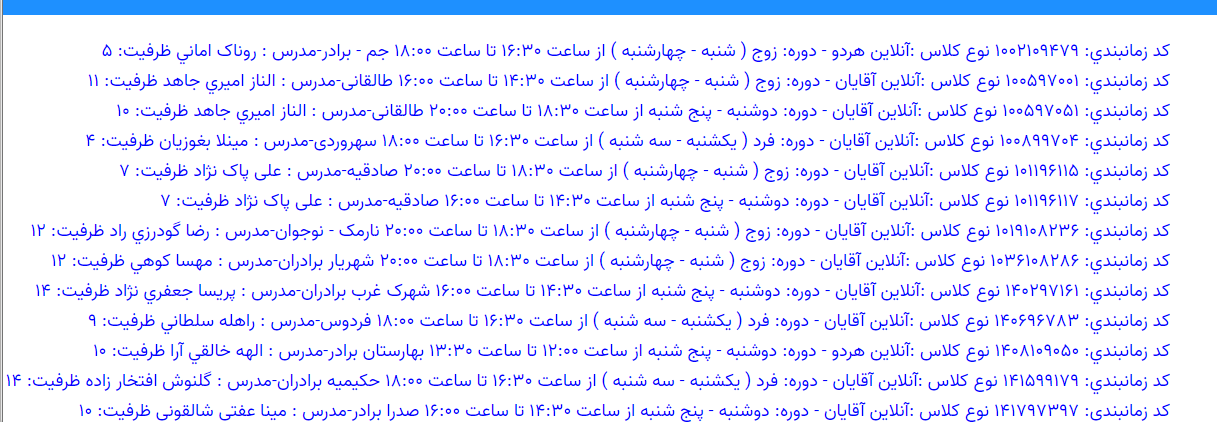 کد زمانبندي: ۱۰۰۲۱۰۹۴۷۹ نوع کلاس :آنلاین هردو - دوره: زوج ( شنبه - چهارشنبه ) از ساعت ۱۶:۳۰ تا ساعت ۱۸:۰۰ جم - برادر-مدرس : روناک اماني ظرفیت: ۵
کد زمانبندي: ۱۰۰۵۹۷۰۰۱ نوع کلاس :آنلاین آقایان - دوره: زوج ( شنبه - چهارشنبه ) از ساعت ۱۴:۳۰ تا ساعت ۱۶:۰۰ طالقانی-مدرس : الناز اميري جاهد ظرفیت: ۱۱
کد زمانبندي: ۱۰۰۵۹۷۰۵۱ نوع کلاس :آنلاین آقایان - دوره: دوشنبه - پنج شنبه از ساعت ۱۸:۳۰ تا ساعت ۲۰:۰۰ طالقانی-مدرس : الناز اميري جاهد ظرفیت: ۱۰
کد زمانبندي: ۱۰۰۸۹۹۷۰۴ نوع کلاس :آنلاین آقایان - دوره: فرد ( یکشنبه - سه شنبه ) از ساعت ۱۶:۳۰ تا ساعت ۱۸:۰۰ سهروردی-مدرس : مینلا بغوزیان ظرفیت: ۴
کد زمانبندي: ۱۰۱۱۹۶۱۱۵ نوع کلاس :آنلاین آقایان - دوره: زوج ( شنبه - چهارشنبه ) از ساعت ۱۸:۳۰ تا ساعت ۲۰:۰۰ صادقیه-مدرس : علی پاک نژاد ظرفیت: ۷
کد زمانبندي: ۱۰۱۱۹۶۱۱۷ نوع کلاس :آنلاین آقایان - دوره: دوشنبه - پنج شنبه از ساعت ۱۴:۳۰ تا ساعت ۱۶:۰۰ صادقیه-مدرس : علی پاک نژاد ظرفیت: ۷
کد زمانبندي: ۱۰۱۹۱۰۸۲۳۶ نوع کلاس :آنلاین آقایان - دوره: زوج ( شنبه - چهارشنبه ) از ساعت ۱۸:۳۰ تا ساعت ۲۰:۰۰ نارمک - نوجوان-مدرس : رضا گودرزي راد ظرفیت: ۱۲
کد زمانبندي: ۱۰۳۶۱۰۸۲۸۶ نوع کلاس :آنلاین آقایان - دوره: زوج ( شنبه - چهارشنبه ) از ساعت ۱۸:۳۰ تا ساعت ۲۰:۰۰ شهریار برادران-مدرس : مهسا کوهي ظرفیت: ۱۲
کد زمانبندي: ۱۴۰۲۹۷۱۶۱ نوع کلاس :آنلاین آقایان - دوره: دوشنبه - پنج شنبه از ساعت ۱۴:۳۰ تا ساعت ۱۶:۰۰ شهرک غرب برادران-مدرس : پریسا جعفري نژاد ظرفیت: ۱۴
کد زمانبندي: ۱۴۰۶۹۶۷۸۳ نوع کلاس :آنلاین آقایان - دوره: فرد ( یکشنبه - سه شنبه ) از ساعت ۱۶:۳۰ تا ساعت ۱۸:۰۰ فردوس-مدرس : راهله سلطاني ظرفیت: ۹
کد زمانبندي: ۱۴۰۸۱۰۹۰۵۰ نوع کلاس :آنلاین هردو - دوره: دوشنبه - پنج شنبه از ساعت ۱۲:۰۰ تا ساعت ۱۳:۳۰ بهارستان برادر-مدرس : الهه خالقي آرا ظرفیت: ۱۰
کد زمانبندي: ۱۴۱۵۹۹۱۷۹ نوع کلاس :آنلاین آقایان - دوره: فرد ( یکشنبه - سه شنبه ) از ساعت ۱۶:۳۰ تا ساعت ۱۸:۰۰ حکیمیه برادران-مدرس : گلنوش افتخار زاده ظرفیت: ۱۴
کد زمانبندي: ۱۴۱۷۹۷۳۹۷ نوع کلاس :آنلاین آقایان - دوره: دوشنبه - پنج شنبه از ساعت ۱۴:۳۰ تا ساعت ۱۶:۰۰ صدرا برادر-مدرس : مینا عفتی شالقونی ظرفیت: ۱۰